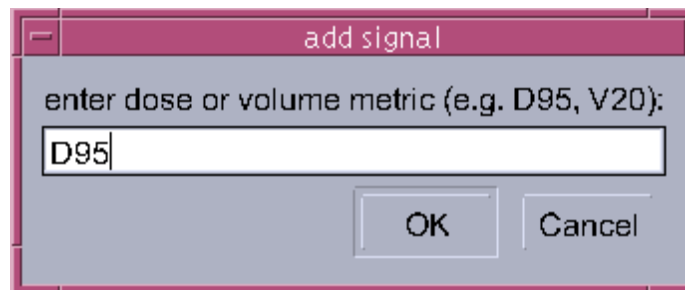 add signal
enter dose or volume metric (e.g. D95, V20):
D95
OK Cancel